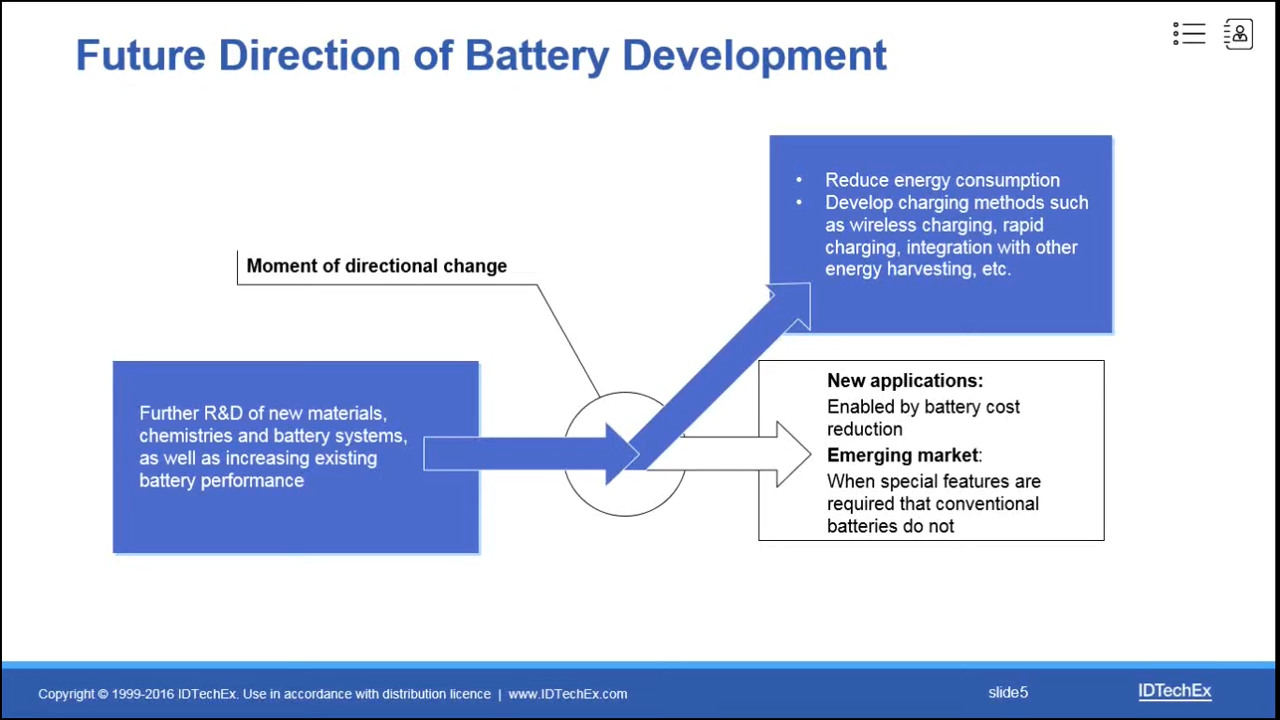 Future Direction of Battery Development
• Reduce energy consumption
• Develop charging methods such
as wireless charging, rapid
charging, integration with other
energy harvesting, etc.
Moment of directional change
Further R&D of new materials,
chemistries and battery systems,
as well as increasing existing
battery performance
New applications:
Enabled by battery cost
reduction
Emerging market:
When special features are
required that conventional
batteries do not
Copyright © 1999-2016 IDTechEx. Use in accordance with distribution licence | www.IDTechEx.com
slide5
IDTechEx